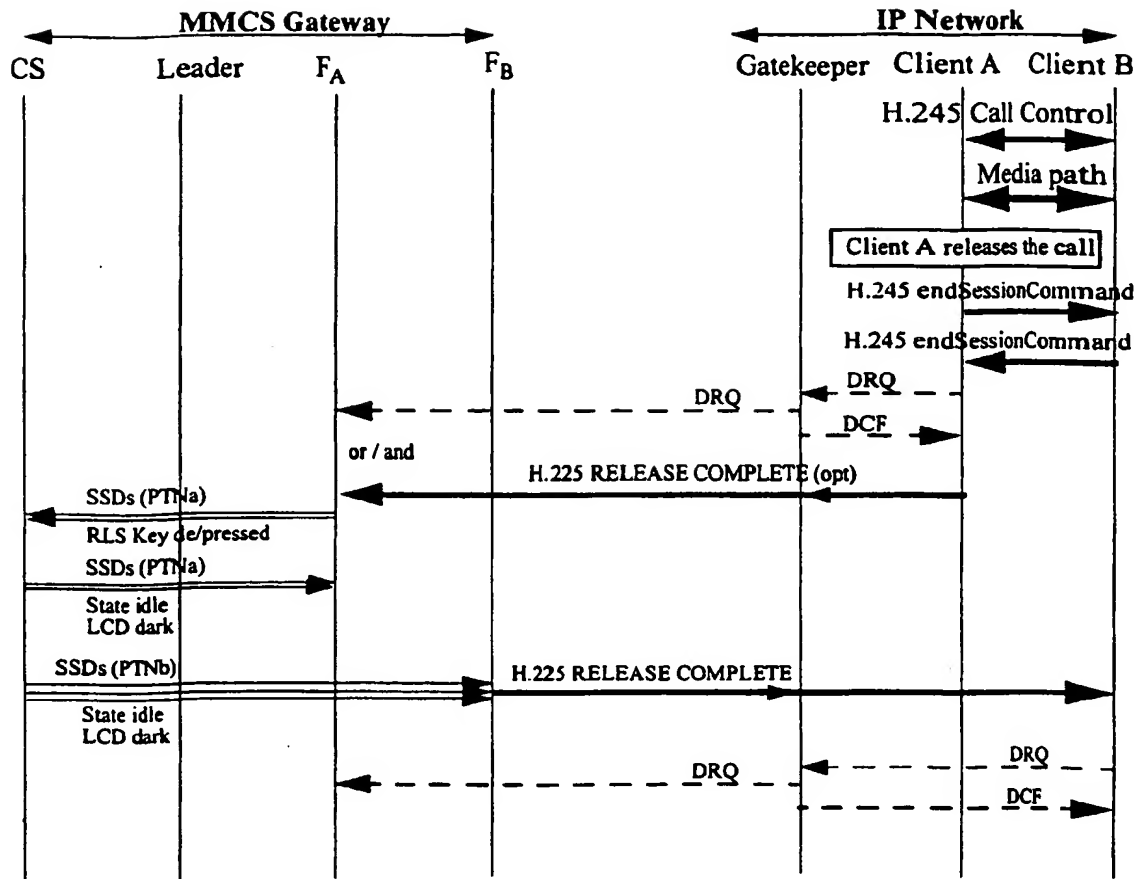 MMCS Gateway
IP Network
CS
Leader
FA
FB
Gatekeeper
Client A
Client B
H.245 Call Control
Media path
Client A releases the call
H.245 endSessionCommand
H.245 endSessionCommand
DRQ
DRQ
DCF
or / and
H.225 RELEASE COMPLETE (opt)
SSDs (PTNa)
RLS Key de/pressed
SSDs (PTNa)
State idle
LCD dark
SSDs (PTNb)
H.225 RELEASE COMPLETE
State idle
LCD dark
DRQ
DRQ
DCF